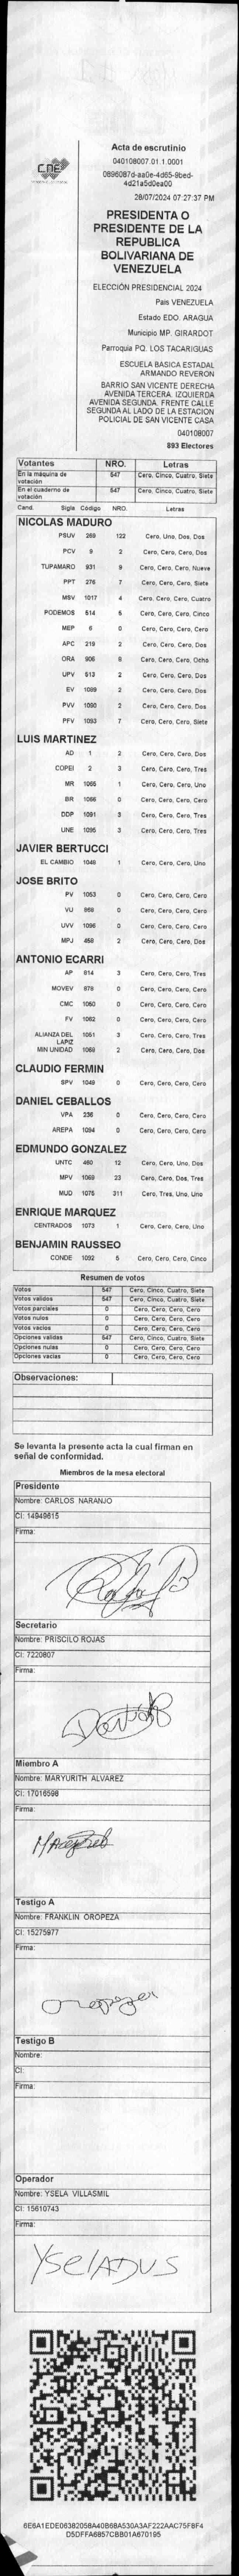 CNE
Acta de escrutinio
040108007.01.1.0001
0896087d-aa0e-4d65-9bed-
4d21a5d0ea00
28/07/2024 07:27:37 PM
PRESIDENTA O
PRESIDENTE DE LA
REPUBLICA
BOLIVARIANA DE
VENEZUELA
ELECCIÓN PRESIDENCIAL 2024
País VENEZUELA
Estado EDO. ARAGUA
Municipio MP. GIRARDOT
Parroquia PQ. LOS TACARIGUAS
ESCUELA BASICA ESTADAL
ARMANDO REVERON
BARRIO SAN VICENTE DERECHA
AVENIDA TERCERA. IZQUIERDA
AVENIDA SEGUNDA. FRENTE CALLE
SEGUNDA AL LADO DE LA ESTACION
POLICIAL DE SAN VICENTE CASA
040108007
893 Electores
Votantes NRO. Letras
En la máquina de votación 547 Cero, Cinco, Cuatro, Siete
En el cuaderno de votación 547 Cero, Cinco, Cuatro, Siete
Cand. Sigla Código NRO. Letras
NICOLAS MADURO
PSUV 269 122 Cero, Uno, Dos, Dos
PCV 9 2 Cero, Cero, Cero, Dos
TUPAMARO 931 9 Cero, Cero, Cero, Nueve
PPT 276 7 Cero, Cero, Cero, Siete
MSV 1017 4 Cero, Cero, Cero, Cuatro
PODEMOS 514 5 Cero, Cero, Cero, Cinco
MEP 6 0 Cero, Cero, Cero, Cero
APC 219 2 Cero, Cero, Cero, Dos
ORA 906 8 Cero, Cero, Cero, Ocho
UPV 513 2 Cero, Cero, Cero, Dos
EV 1089 2 Cero, Cero, Cero, Dos
PVV 1090 2 Cero, Cero, Cero, Dos
PFV 1093 7 Cero, Cero, Cero, Siete
LUIS MARTINEZ
AD 1 2 Cero, Cero, Cero, Dos
COPEI 2 3 Cero, Cero, Cero, Tres
MR 1065 1 Cero, Cero, Cero, Uno
BR 1066 0 Cero, Cero, Cero, Cero
DDP 1091 3 Cero, Cero, Cero, Tres
UNE 1095 3 Cero, Cero, Cero, Tres
JAVIER BERTUCCI
EL CAMBIO 1048 1 Cero, Cero, Cero, Uno
JOSE BRITO
PV 1053 0 Cero, Cero, Cero, Cero
VU 869 0 Cero, Cero, Cero, Cero
UVV 1096 0 Cero, Cero, Cero, Cero
MPJ 458 2 Cero, Cero, Cero, Dos
ANTONIO ECARRI
AP 814 3 Cero, Cero, Cero, Tres
MOVEV 878 0 Cero, Cero, Cero, Cero
CMC 1050 0 Cero, Cero, Cero, Cero
FV 1062 0 Cero, Cero, Cero, Cero
ALIANZA DEL LAPIZ 1051 3 Cero, Cero, Cero, Tres
MIN UNIDAD 1068 2 Cero, Cero, Cero, Dos
CLAUDIO FERMIN
SPV 1049 0 Cero, Cero, Cero, Cero
DANIEL CEBALLOS
VPA 236 0 Cero, Cero, Cero, Cero
AREPA 1094 0 Cero, Cero, Cero, Cero
EDMUNDO GONZALEZ
UNTC 460 12 Cero, Cero, Uno, Dos
MPV 1069 23 Cero, Cero, Dos, Tres
MUD 1075 311 Cero, Tres, Uno, Uno
ENRIQUE MARQUEZ
CENTRADOS 1073 1 Cero, Cero, Cero, Uno
BENJAMIN RAUSSEO
CONDE 1092 5 Cero, Cero, Cero, Cinco
Resumen de votos
Votos 547 Cero, Cinco, Cuatro, Siete
Votos validos 547 Cero, Cinco, Cuatro, Siete
Votos parciales 0 Cero, Cero, Cero, Cero
Votos nulos 0 Cero, Cero, Cero, Cero
Votos vacios 0 Cero, Cero, Cero, Cero
Opciones validas 547 Cero, Cinco, Cuatro, Siete
Opciones nulas 0 Cero, Cero, Cero, Cero
Opciones vacias 0 Cero, Cero, Cero, Cero
Observaciones:
Se levanta la presente acta la cual firman en
señal de conformidad.
Miembros de la mesa electoral
Presidente
Nombre: CARLOS NARANJO
CI: 14949615
Firma:
Secretario
Nombre: PRISCILO ROJAS
CI: 7220807
Firma:
Miembro A
Nombre: MARYURITH ALVAREZ
CI: 17016598
Firma:
Testigo A
Nombre: FRANKLIN OROPEZA
CI: 15275977
Firma:
Testigo B
Nombre:
CI:
Firma:
Operador
Nombre: YSELA VILLASMIL
CI: 15610743
Firma:
6E6A1EDE06382058A40B68A530A3AF222AAC75FBF4
D5DFFA6857CBB01A670195